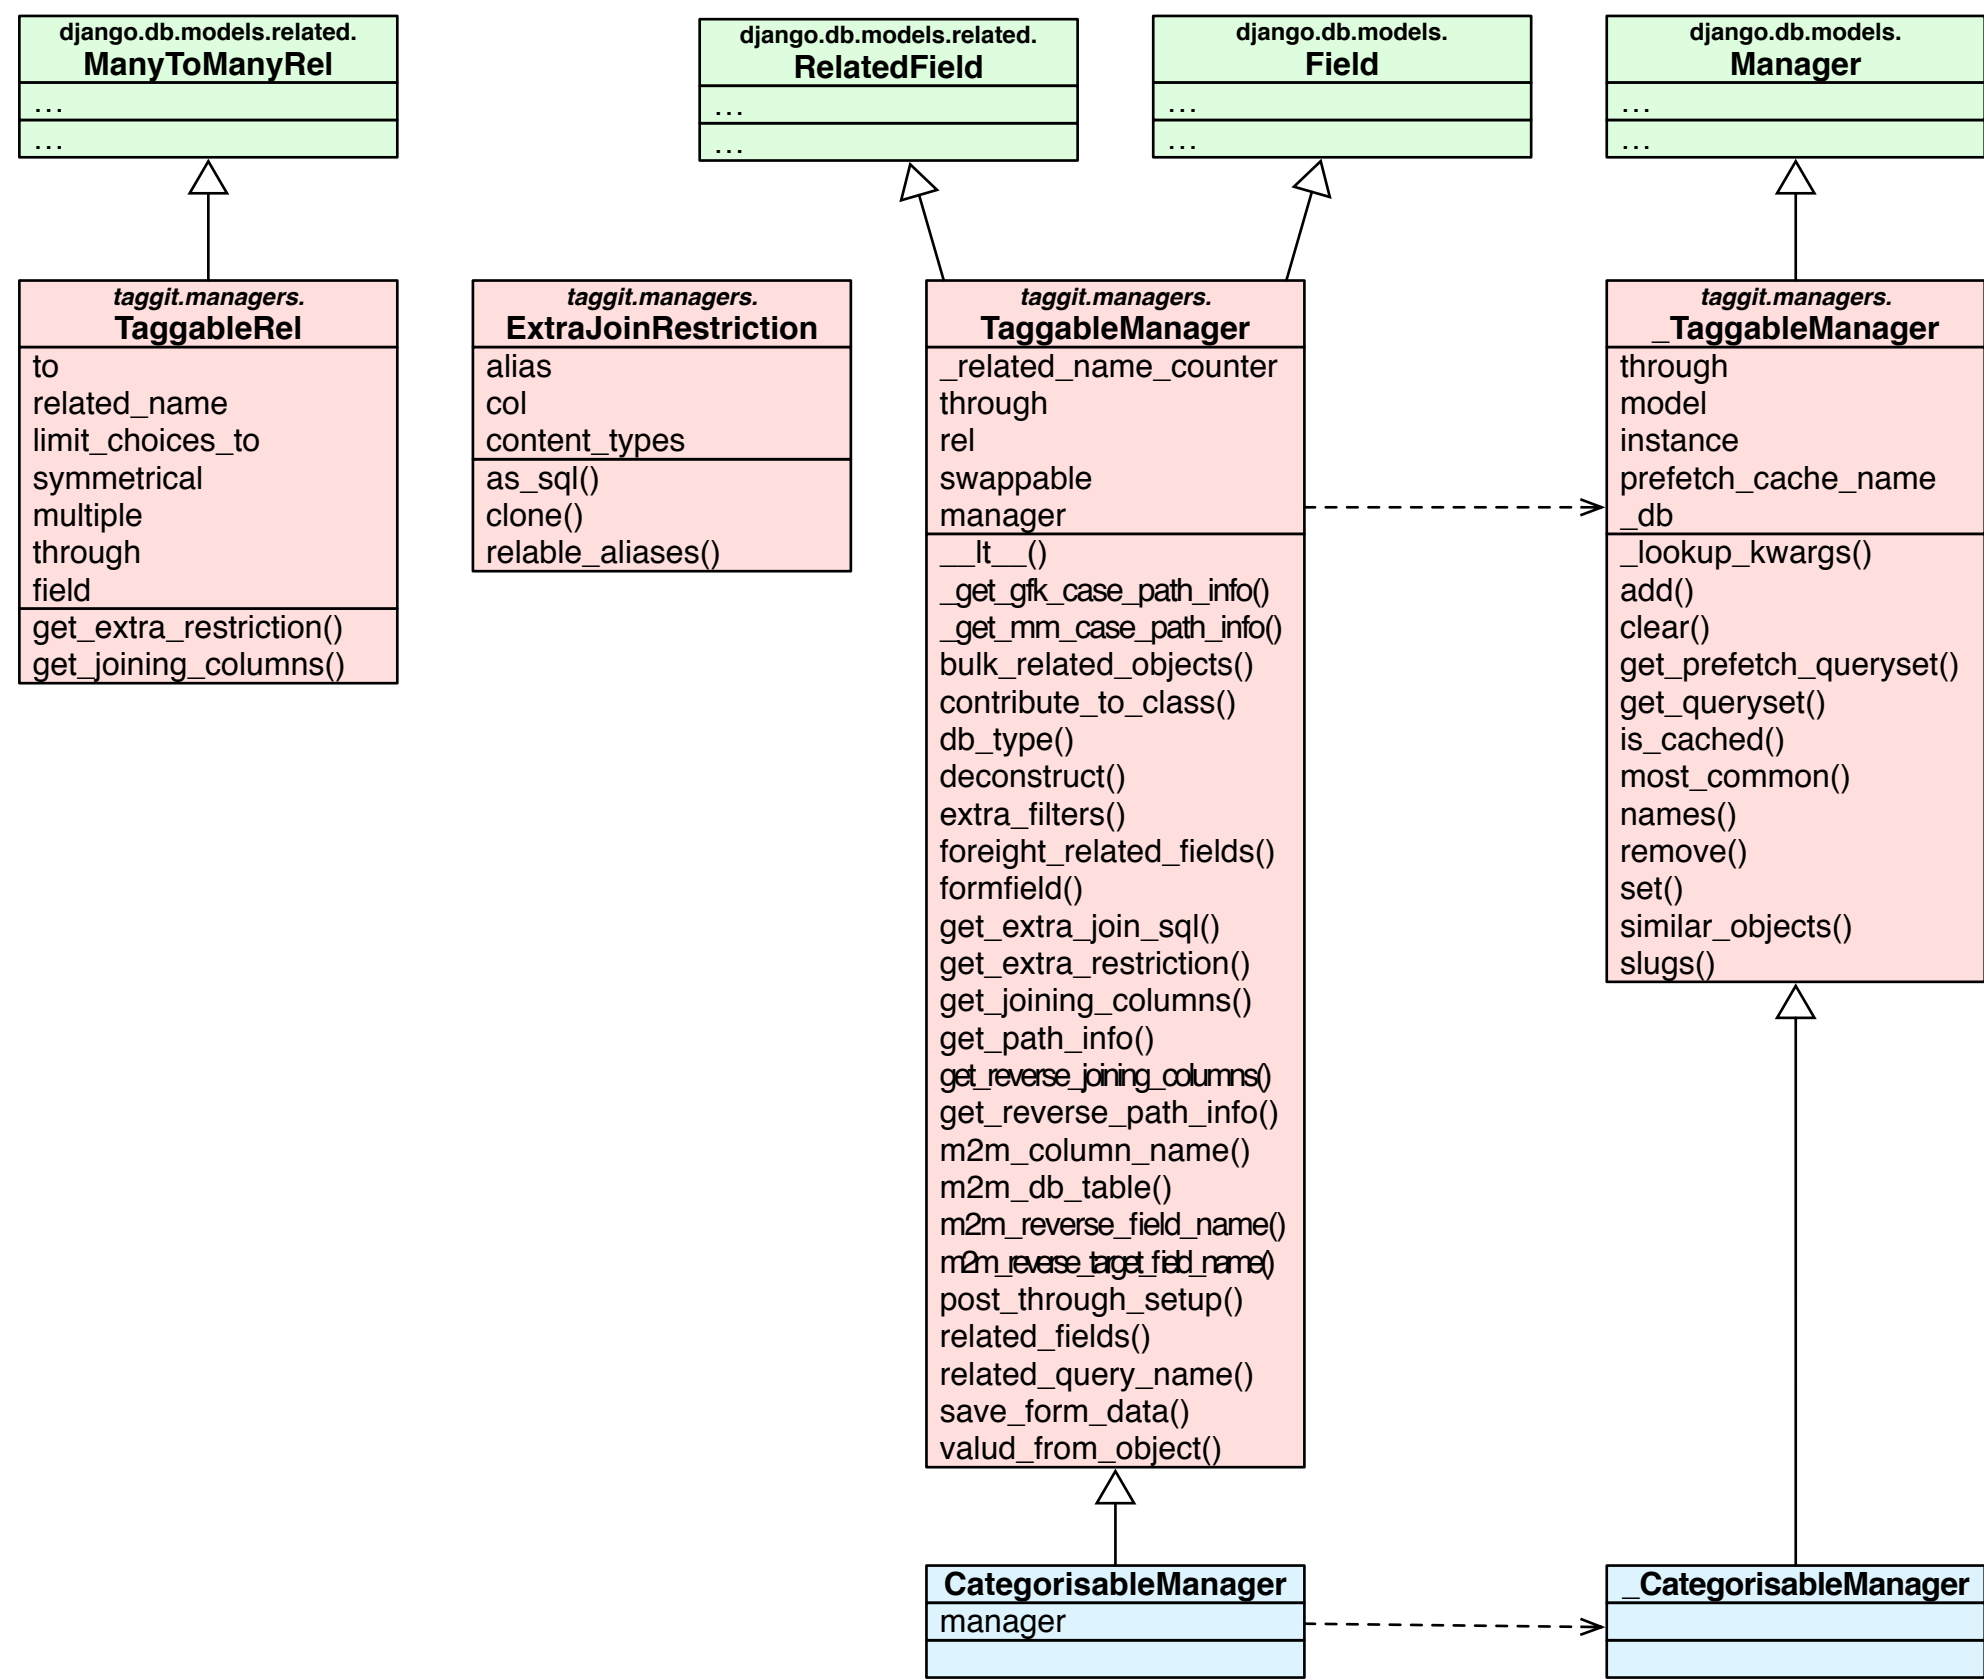 django.db.models.related.
ManyToManyRel
...
...
django.db.models.related.
RelatedField
...
...
django.db.models.
Field
...
...
django.db.models.
Manager
...
...
taggit.managers.
TaggableRel
to
related_name
limit_choices_to
symmetrical
multiple
through
field
get_extra_restriction()
get_joining_columns()
taggit.managers.
ExtraJoinRestriction
alias
col
content_types
as_sql()
clone()
relable_aliases()
taggit.managers.
TaggableManager
_related_name_counter
through
rel
swappable
manager
__lt__()
_get_gfk_case_path_info()
_get_mm_case_path_info()
bulk_related_objects()
contribute_to_class()
db_type()
deconstruct()
extra_filters()
foreight_related_fields()
formfield()
get_extra_join_sql()
get_extra_restriction()
get_joining_columns()
get_path_info()
get_reverse_joining_columns()
get_reverse_path_info()
m2m_column_name()
m2m_db_table()
m2m_reverse_field_name()
m2m_reverse_target_field_name()
post_through_setup()
related_fields()
related_query_name()
save_form_data()
valud_from_object()
taggit.managers.
_TaggableManager
through
model
instance
prefetch_cache_name
_db
_lookup_kwargs()
add()
clear()
get_prefetch_queryset()
get_queryset()
is_cached()
most_common()
names()
remove()
set()
similar_objects()
slugs()
CategorisableManager
manager
_CategorisableManager